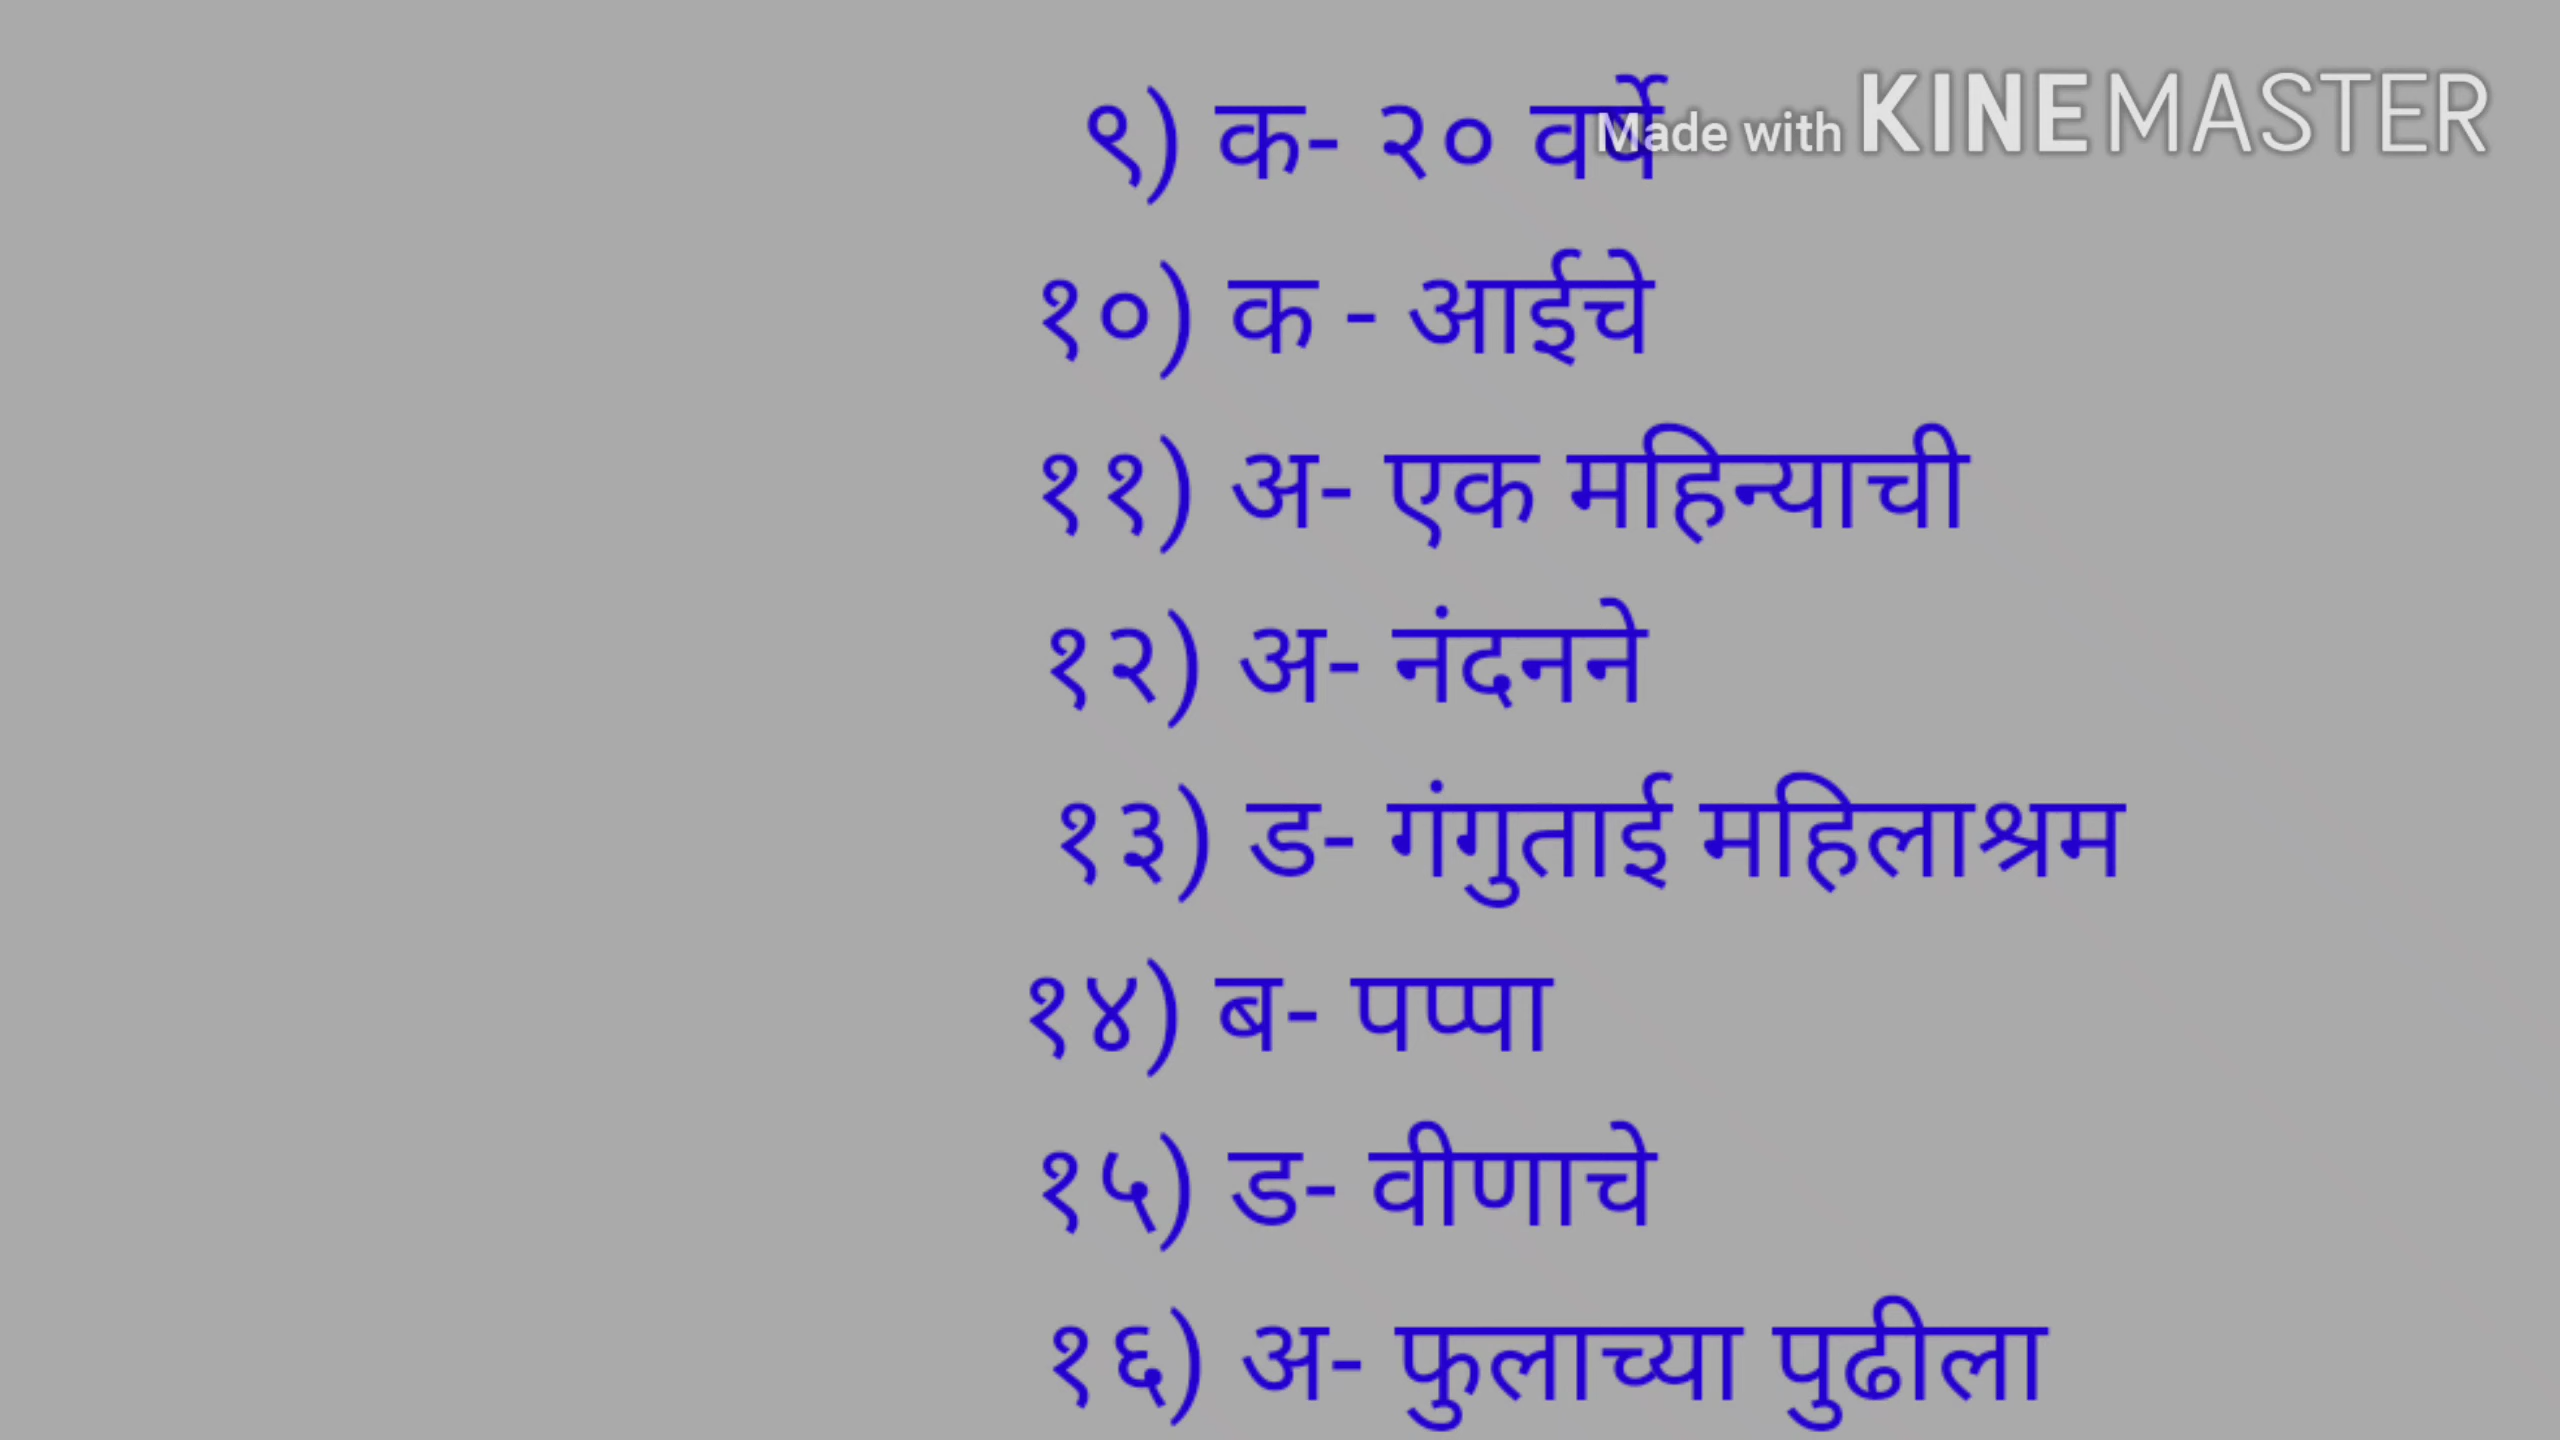 ९) क- २० वर्षे
Made with KINEMASTER
१०) क - आईचे
११) अ- एक महिन्याची
१२) अ- नंदनने
१३) ड- गंगुताई महिलाश्रम
१४) ब- पप्पा
१५) ड- वीणाचे
१६) अ- फुलाच्या पुढीला